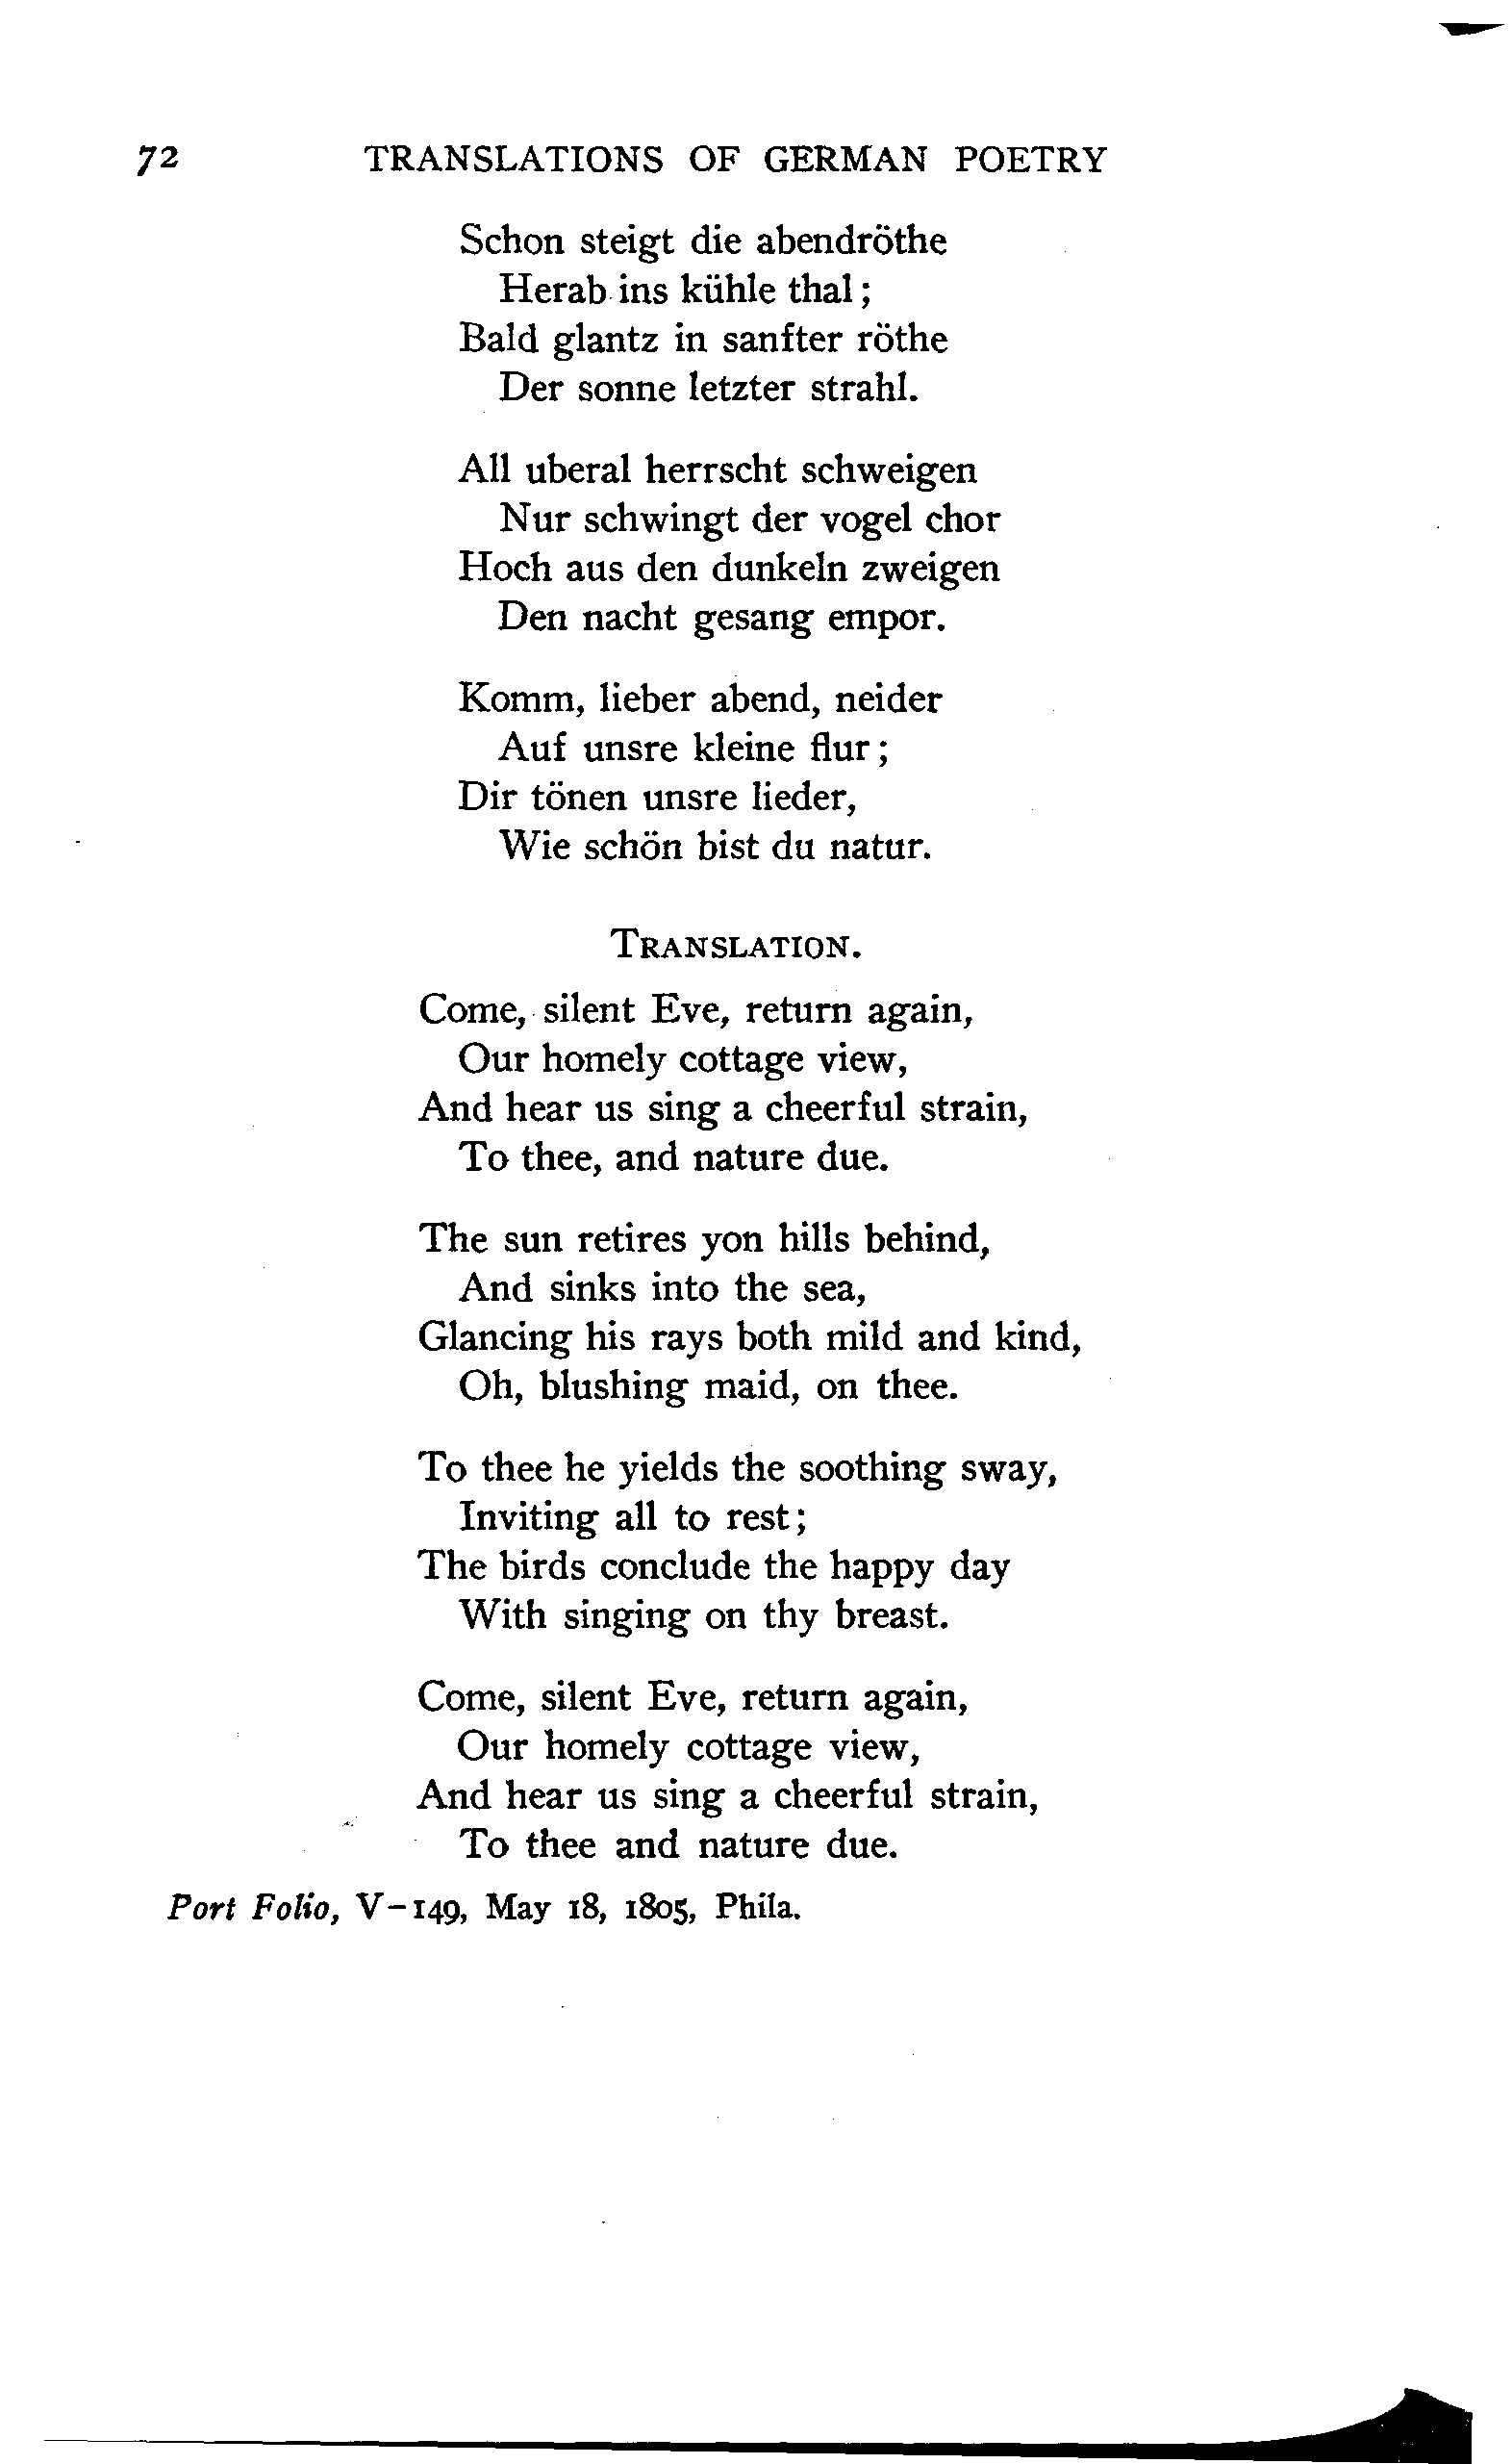 72 TRANSLATIONS OF GERMAN POETRY
Schon steigt die abendröthe
Herab ins kühle thal;
Bald glantz in sanfter röthe
Der sonne letzter strahl.
All uberal herrscht schweigen
Nur schwingt der vogel chor
Hoch aus den dunkeln zweigen
Den nacht gesang empor.
Komm, lieber abend, neider
Auf unsre kleine flur;
Dir tönen unsre lieder,
Wie schön bist du natur.
TRANSLATION.
Come, silent Eve, return again,
Our homely cottage view,
And hear us sing a cheerful strain,
To thee, and nature due.
The sun retires yon hills behind,
And sinks into the sea,
Glancing his rays both mild and kind,
Oh, blushing maid, on thee.
To thee he yields the soothing sway,
Inviting all to rest;
The birds conclude the happy day
With singing on thy breast.
Come, silent Eve, return again,
Our homely cottage view,
And hear us sing a cheerful strain,
To thee and nature due.
Port Folio, V-149, May 18, 1805, Phila.